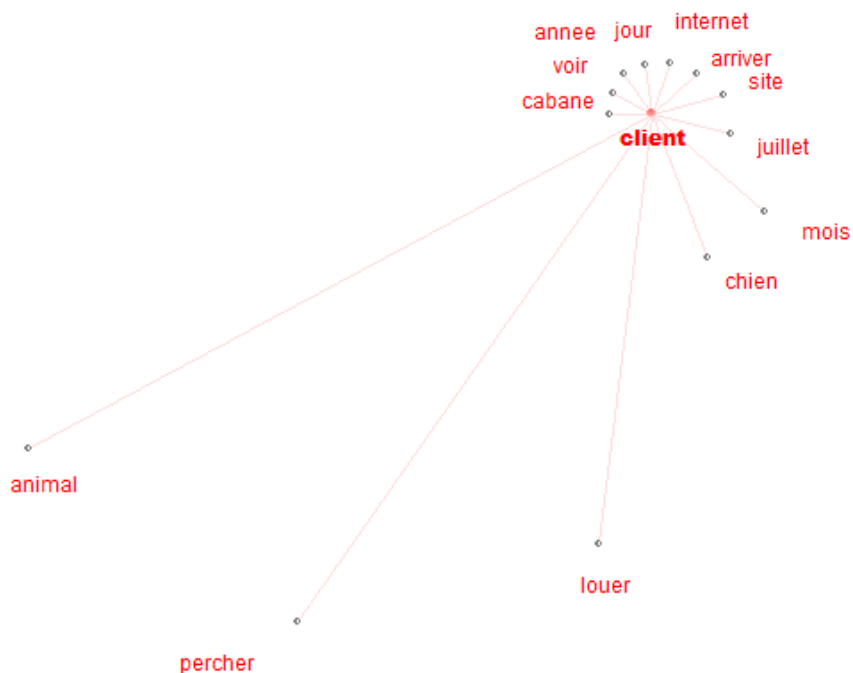 annee jour internet
voir arriver
cabane site
client
juillet
mois
chien
animal
louer
percher